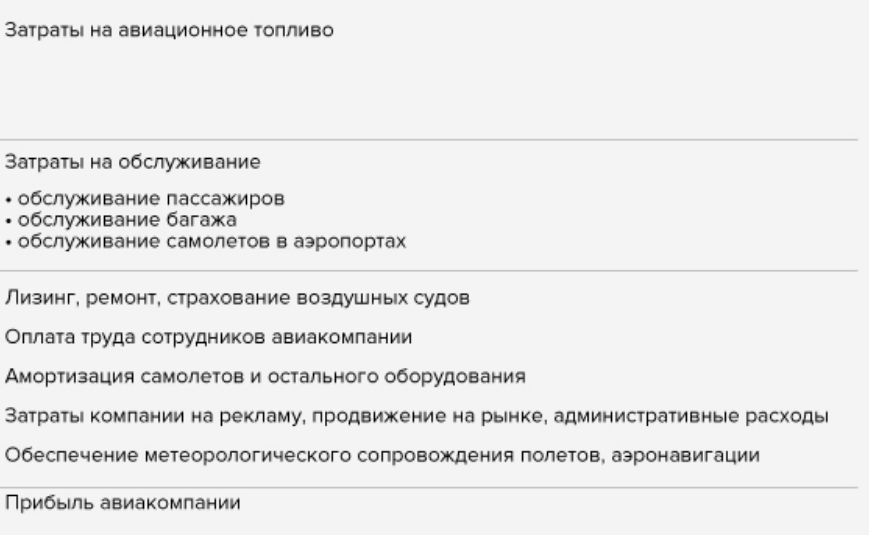 Затраты на авиационное топливо
Затраты на обслуживание
• обслуживание пассажиров
• обслуживание багажа
• обслуживание самолетов в аэропортах
Лизинг, ремонт, страхование воздушных судов
Оплата труда сотрудников авиакомпании
Амортизация самолетов и остального оборудования
Затраты компании на рекламу, продвижение на рынке, административные расходы
Обеспечение метеорологического сопровождения полетов, аэронавигации
Прибыль авиакомпании